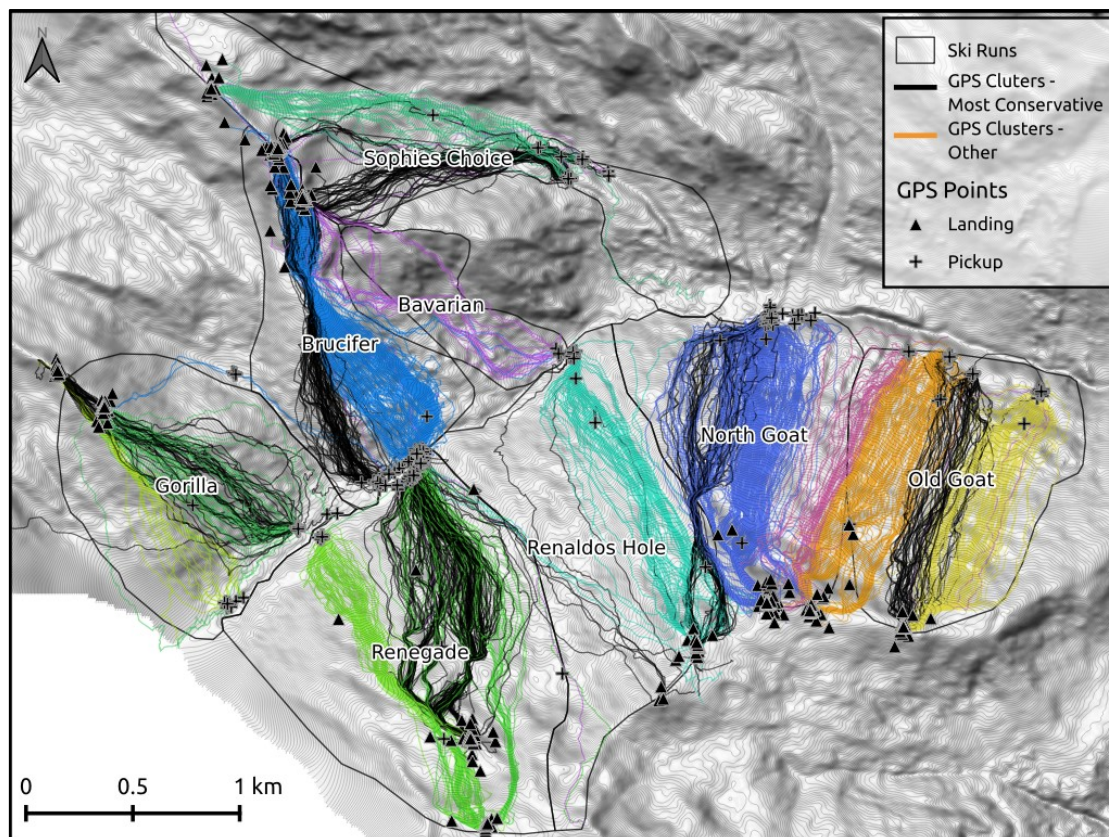 N
Ski Runs
GPS Cluters -
Most Conservative
GPS Clusters -
Other
GPS Points
Landing
Pickup
Sophies Choice
Bavarian
Brucifer
North Goat
Old Goat
Gorilla
Renaldos Hole
Renegade
0 0.5 1 km